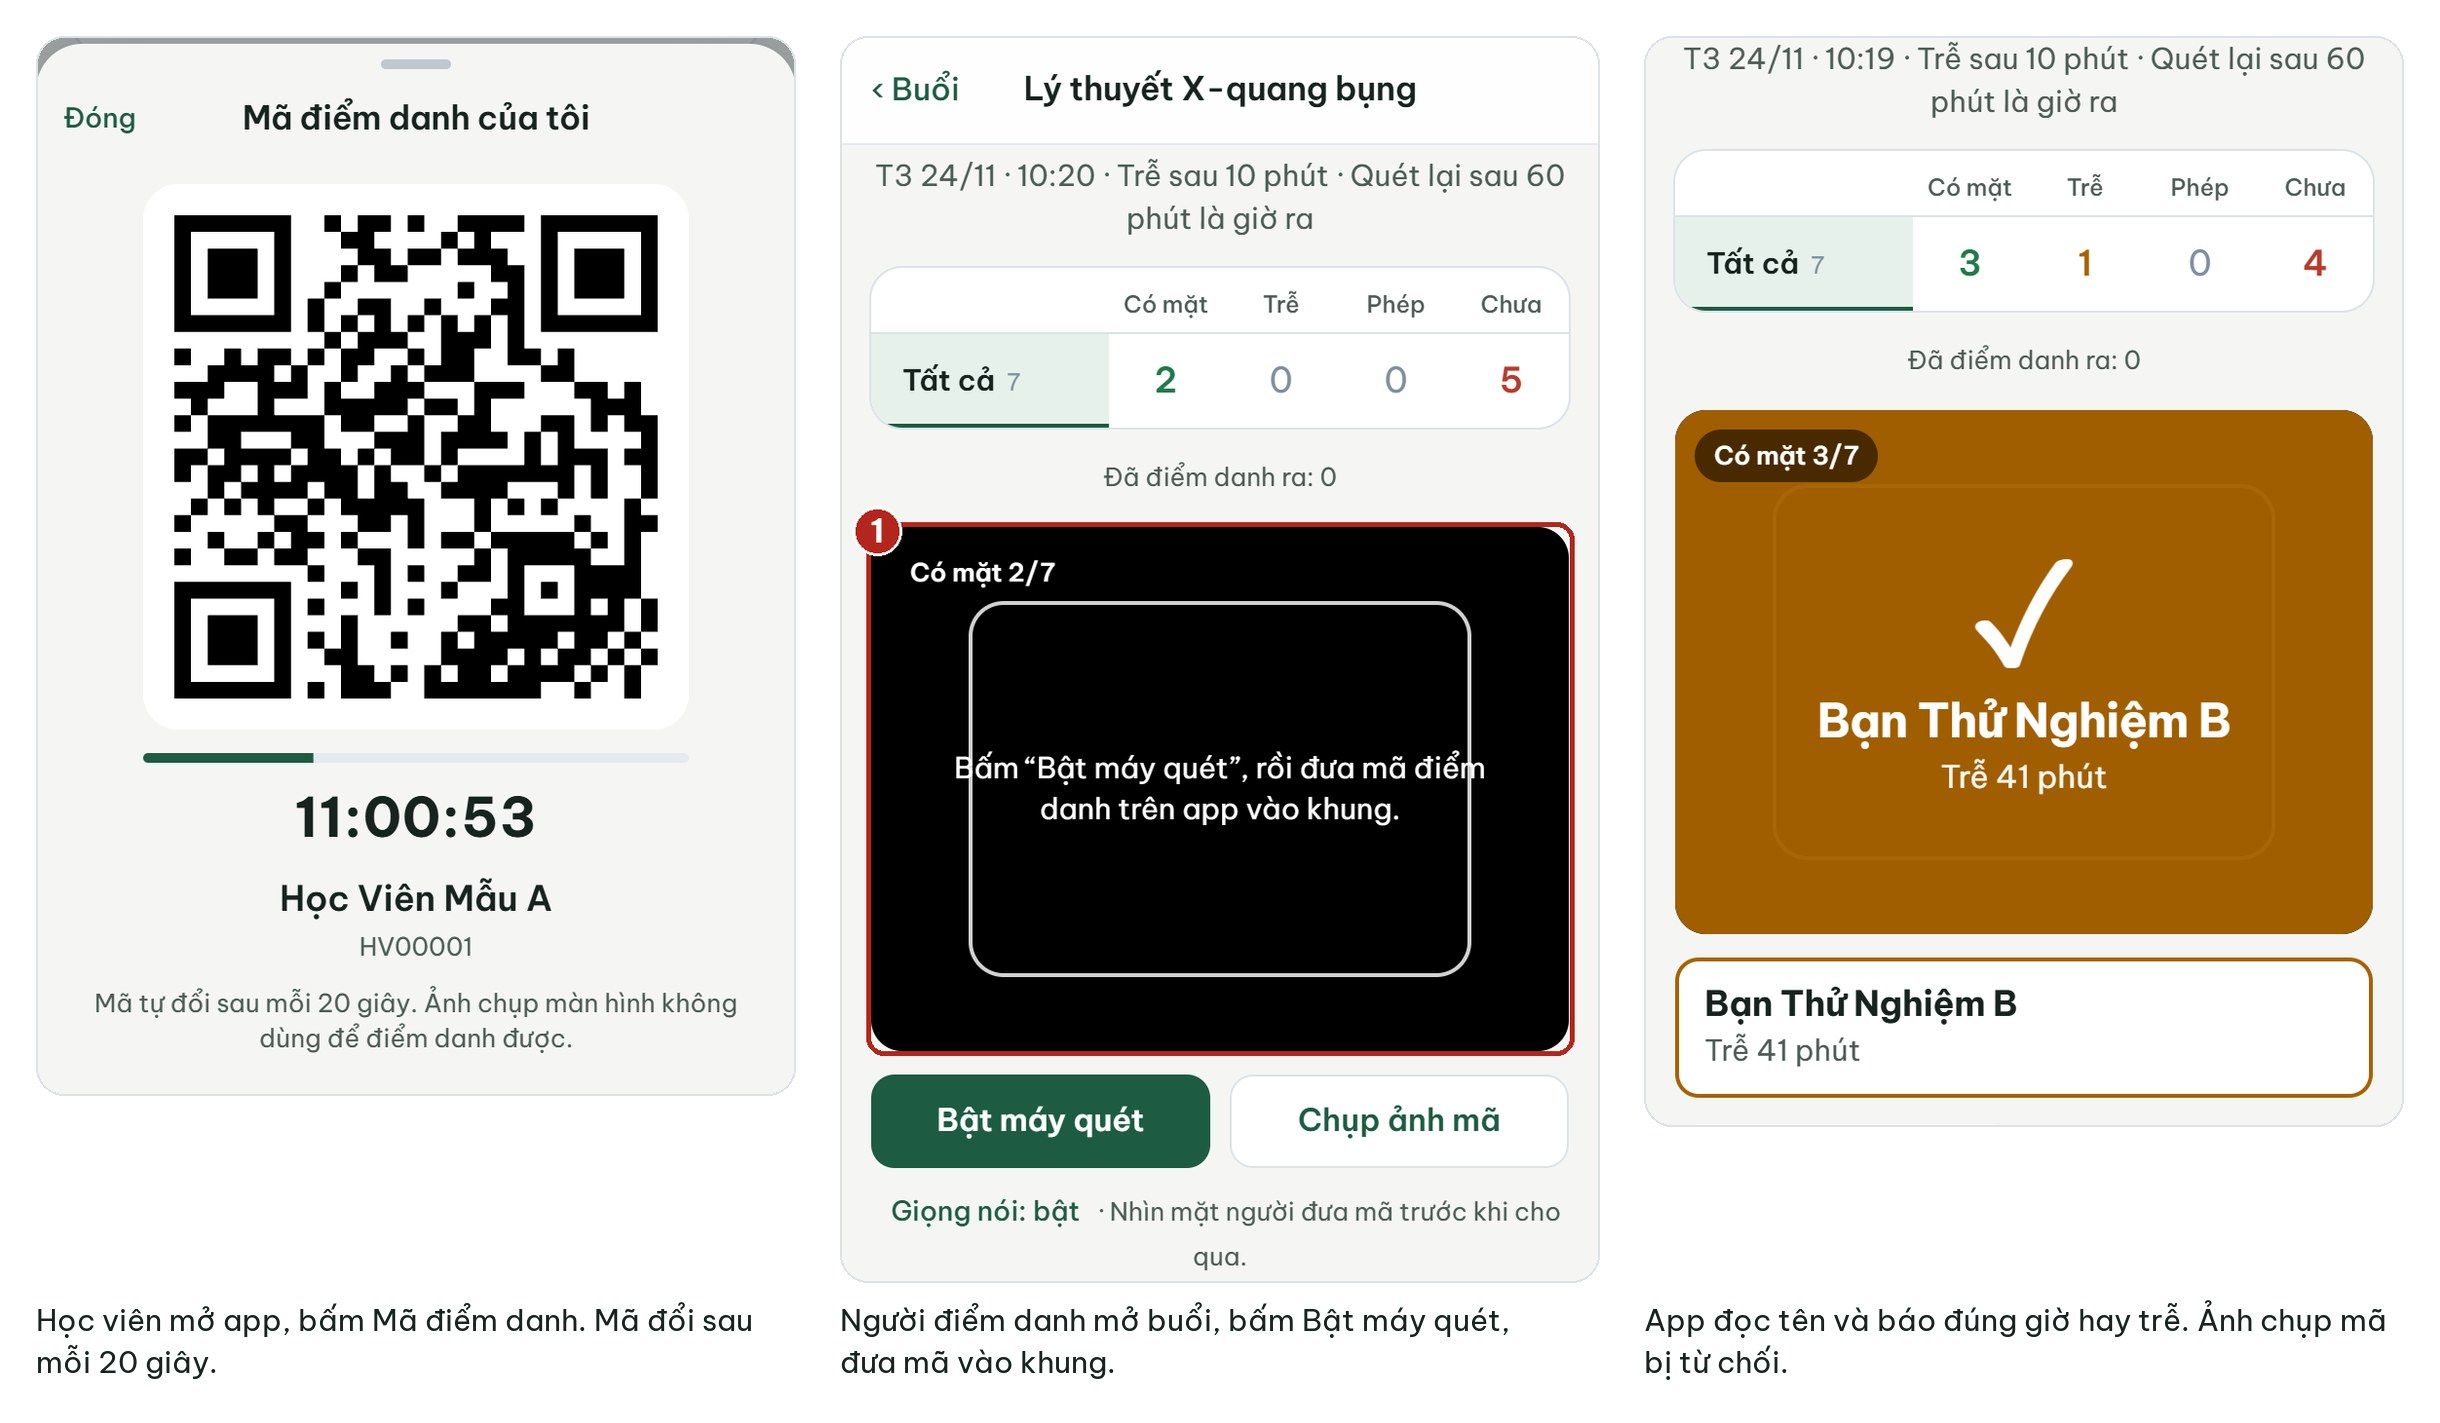 Đóng
Mã điểm danh của tôi
11:00:53
Học Viên Mẫu A
HV00001
Mã tự đổi sau mỗi 20 giây. Ảnh chụp màn hình không
dùng để điểm danh được.
Học viên mở app, bấm Mã điểm danh. Mã đổi sau
mỗi 20 giây.
‹ Buổi
Lý thuyết X-quang bụng
T3 24/11 · 10:20 · Trễ sau 10 phút · Quét lại sau 60
phút là giờ ra
Có mặt Trễ Phép Chưa
Tất cả 7 2 0 0 5
Đã điểm danh ra: 0
1
Có mặt 2/7
Bấm “Bật máy quét”, rồi đưa mã điểm
danh trên app vào khung.
Bật máy quét
Chụp ảnh mã
Giọng nói: bật · Nhìn mặt người đưa mã trước khi cho
qua.
Người điểm danh mở buổi, bấm Bật máy quét,
đưa mã vào khung.
T3 24/11 · 10:19 · Trễ sau 10 phút · Quét lại sau 60
phút là giờ ra
Có mặt Trễ Phép Chưa
Tất cả 7 3 1 0 4
Đã điểm danh ra: 0
Có mặt 3/7
Bạn Thử Nghiệm B
Trễ 41 phút
Bạn Thử Nghiệm B
Trễ 41 phút
App đọc tên và báo đúng giờ hay trễ. Ảnh chụp mã
bị từ chối.